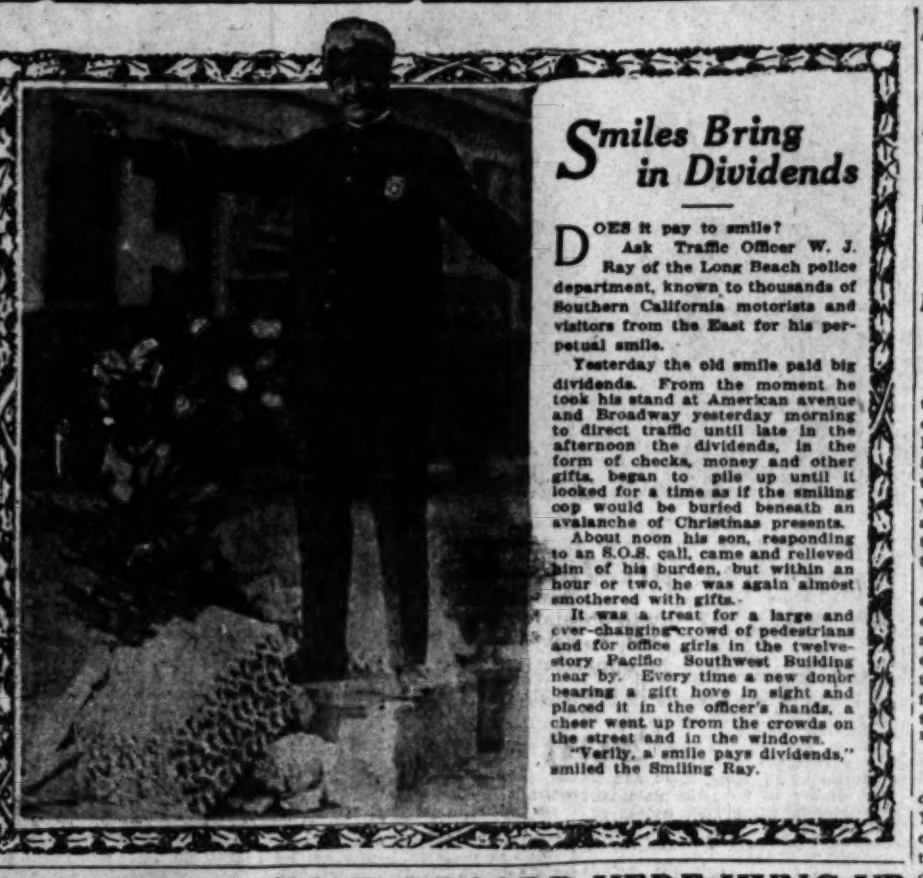 Smiles Bring
in Dividends
DOES it pay to smile?
Ask Traffic Officer W. J.
Ray of the Long Beach police
department, known to thousands of
Southern California motorists and
visitors from the East for his per-
petual smile.
Yesterday the old smile paid big
dividends. From the moment he
took his stand at American avenue
and Broadway yesterday morning
to direct traffic until late in the
afternoon the dividends, in the
form of checks, money and other
gifts, began to pile up until it
looked for a time as if the smiling
cop would be buried beneath an
avalanche of Christmas presents.
About noon his son, responding
to an S.O.S. call, came and relieved
him of his burden, but within an
hour or two, he was again almost
smothered with gifts.
It was a treat for a large and
ever-changing crowd of pedestrians
and for office girls in the twelve-
story Pacific Southwest Building
near by. Every time a new donor
bearing a gift hove in sight and
placed it in the officer's hands, a
cheer went up from the crowds on
the street and in the windows.
"Verily, a smile pays dividends,"
smiled the Smiling Ray.